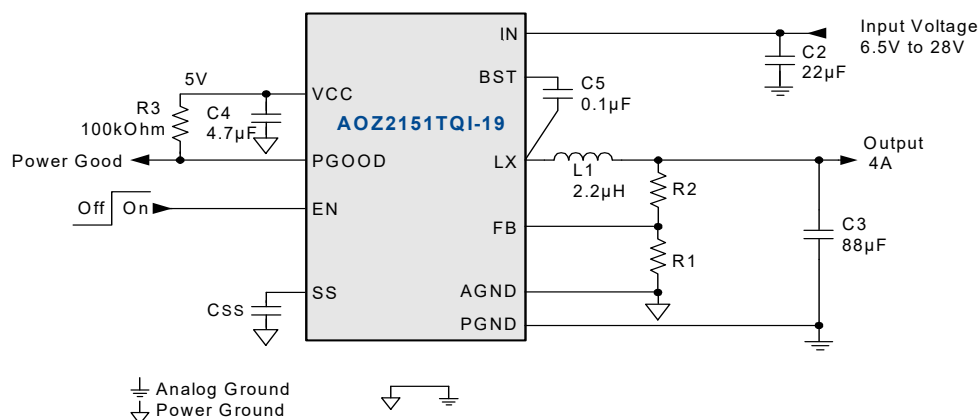 IN
Input Voltage
6.5V to 28V
C2
22µF
BST
C5
0.1µF
5V
VCC
R3
100kOhm
C4
4.7µF
AOZ2151TQI-19
Power Good
PGOOD
LX
L1
2.2µH
Output
4A
R2
Off On
EN
FB
C3
88µF
R1
SS
CSS
AGND
PGND
Analog Ground
Power Ground